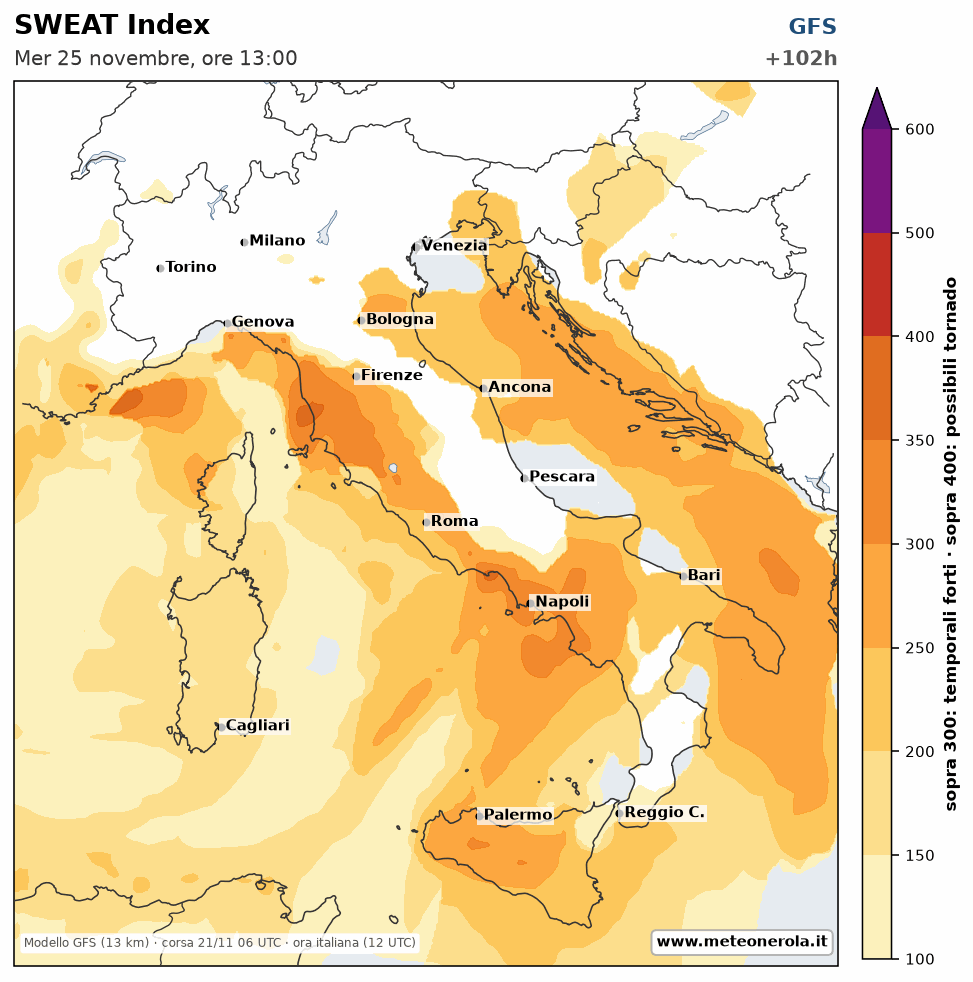 SWEAT Index
GFS
Mer 25 novembre, ore 13:00
+102h
600
500
400
350
300
250
200
150
100
sopra 300: temporali forti · sopra 400: possibili tornado
Milano
Venezia
Torino
Genova
Bologna
Firenze
Ancona
Pescara
Roma
Bari
Napoli
Cagliari
Palermo
Reggio C.
Modello GFS (13 km) · corsa 21/11 06 UTC · ora italiana (12 UTC)
www.meteonerola.it